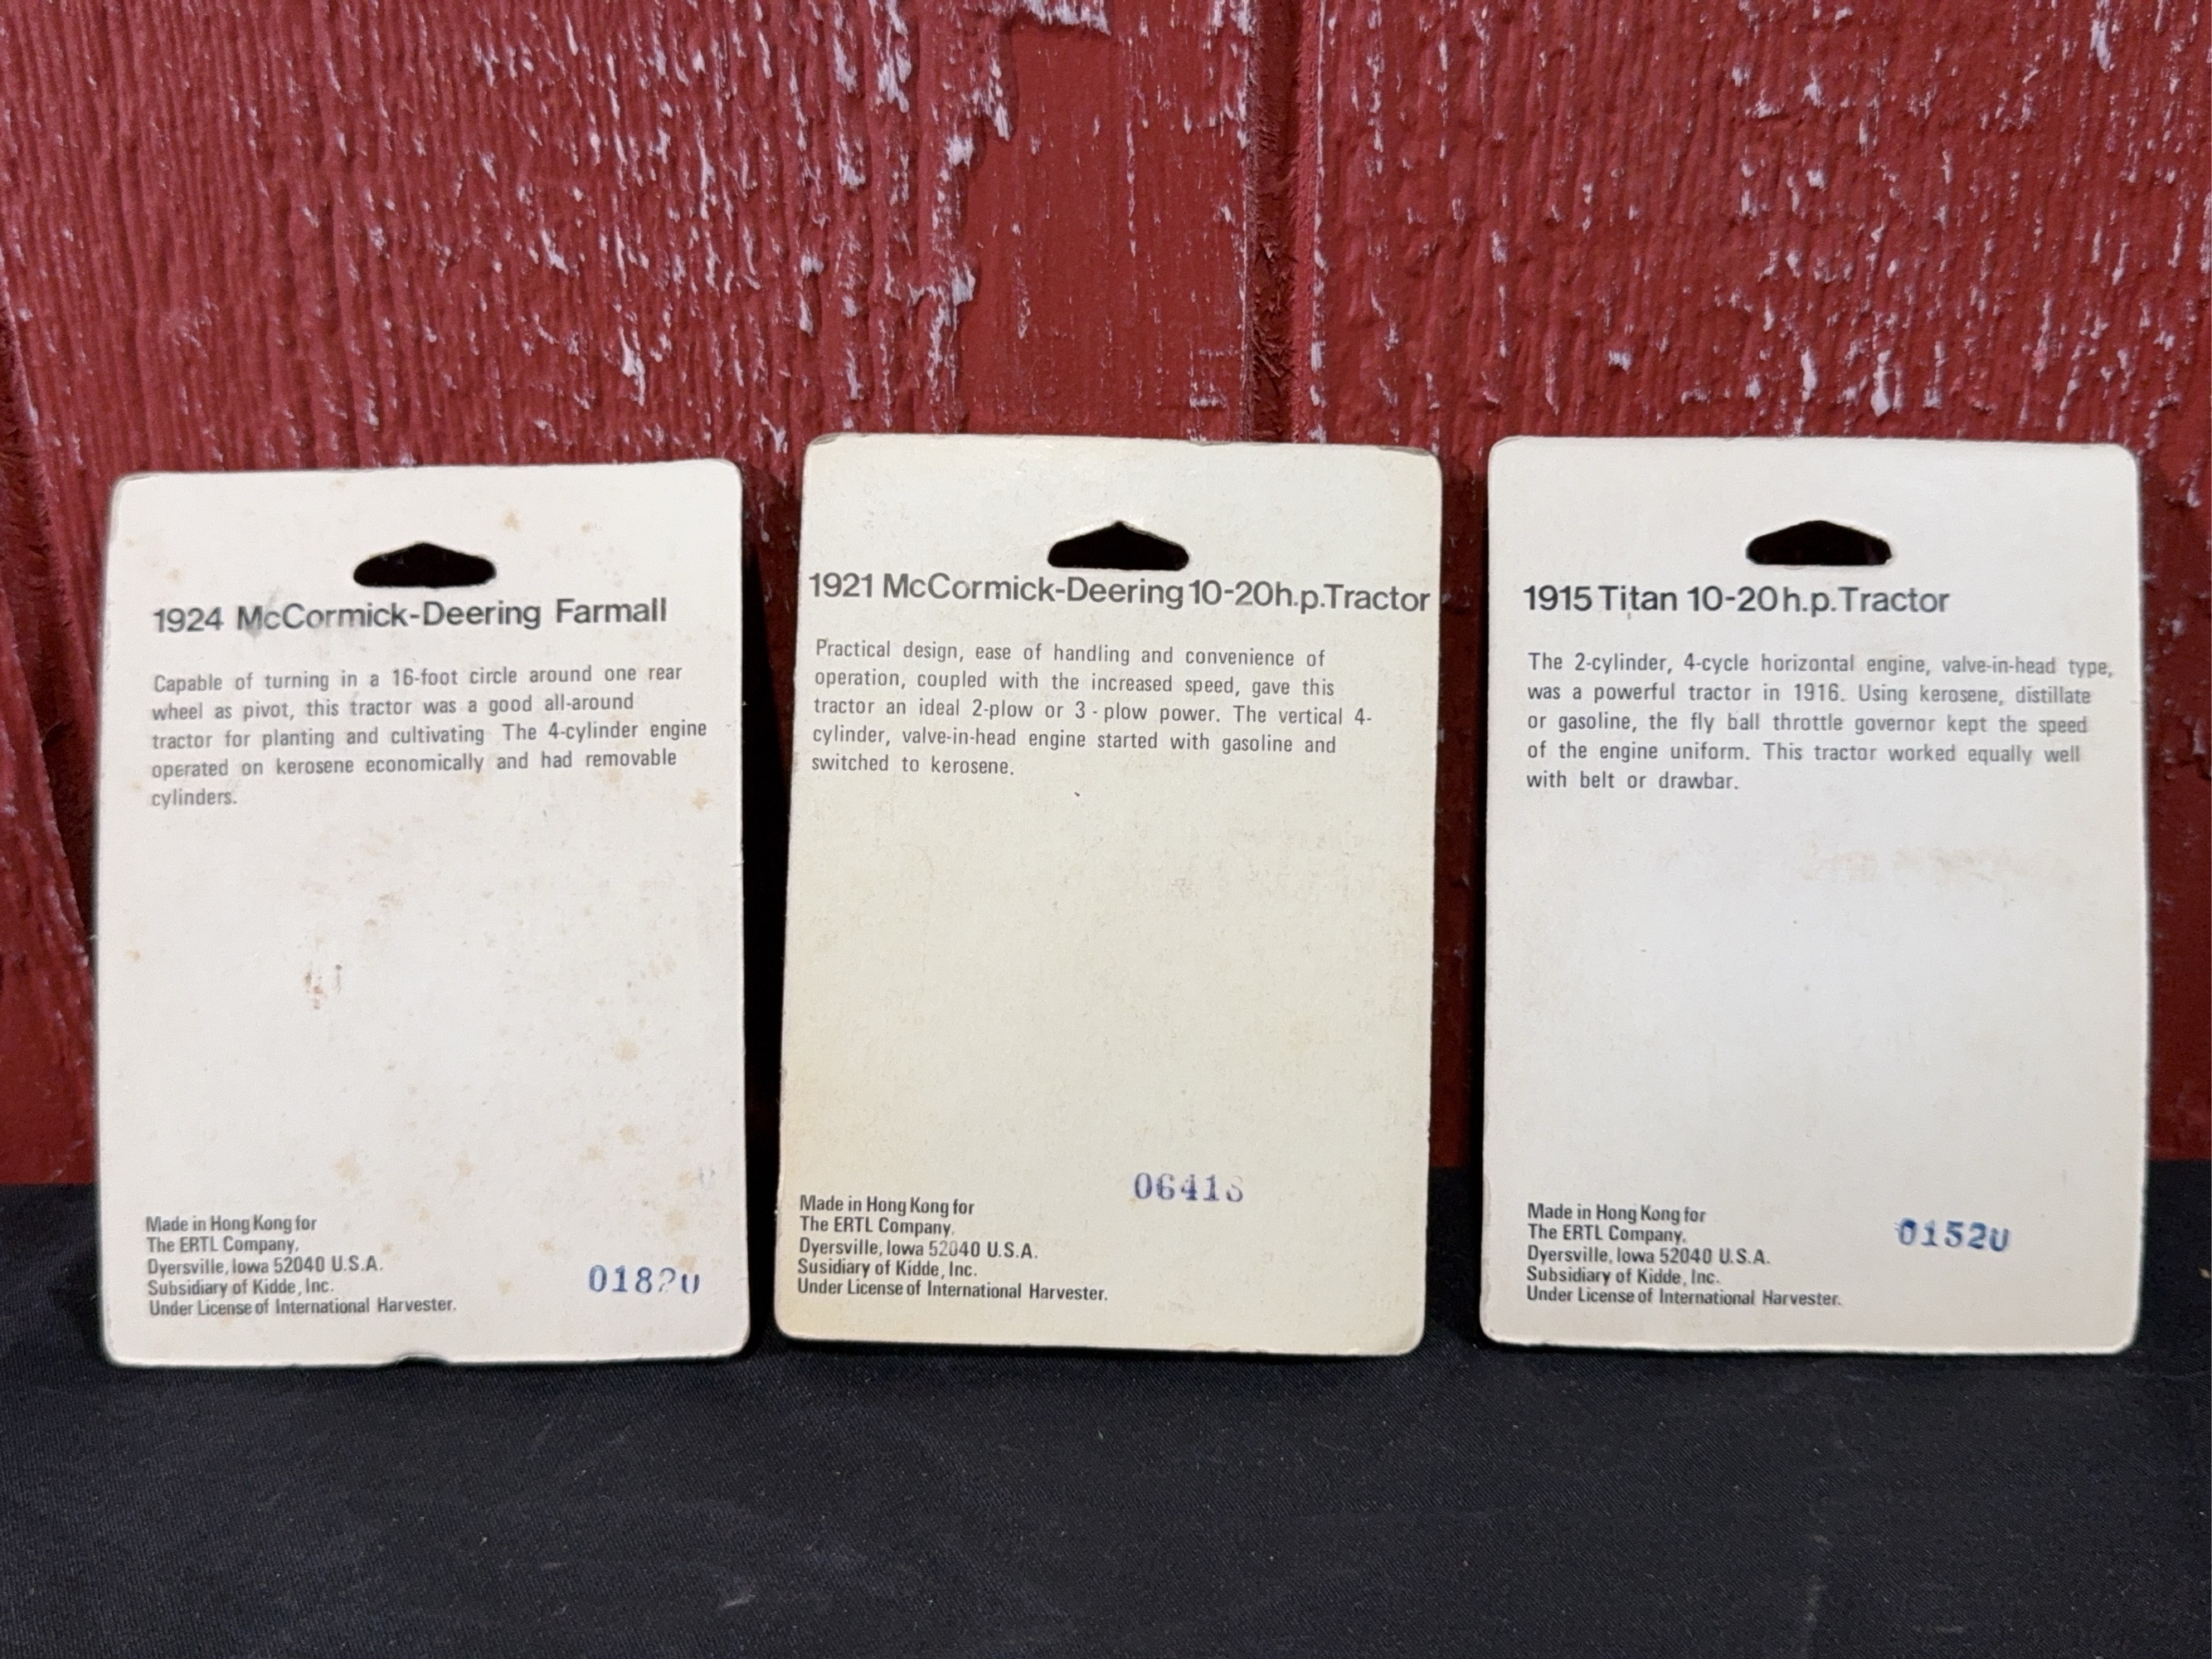 1924 McCormick-Deering Farmall
Capable of turning in a 16-foot circle around one rear
wheel as pivot, this tractor was a good all-around
tractor for planting and cultivating The 4-cylinder engine
operated on kerosene economically and had removable
cylinders.
Made in Hong Kong for
The ERTL Company,
Dyersville, Iowa 52040 U.S.A.
Subsidiary of Kidde, Inc.
Under License of International Harvester.
1921 McCormick-Deering 10-20h.p.Tractor
Practical design, ease of handling and convenience of
operation, coupled with the increased speed, gave this
tractor an ideal 2-plow or 3-plow power. The vertical 4-
cylinder, valve-in-head engine started with gasoline and
switched to kerosene.
Made in Hong Kong for
The ERTL Company,
Dyersville, Iowa 52040 U.S.A.
Susidiary of Kidde, Inc.
Under License of International Harvester.
1915 Titan 10-20h.p.Tractor
The 2-cylinder, 4-cycle horizontal engine, valve-in-head type,
was a powerful tractor in 1916. Using kerosene, distillate
or gasoline, the fly ball throttle governor kept the speed
of the engine uniform. This tractor worked equally well
with belt or drawbar.
Made in Hong Kong for
The ERTL Company,
Dyersville, Iowa 52040 U.S.A.
Subsidiary of Kidde, Inc.
Under License of International Harvester.
0152U